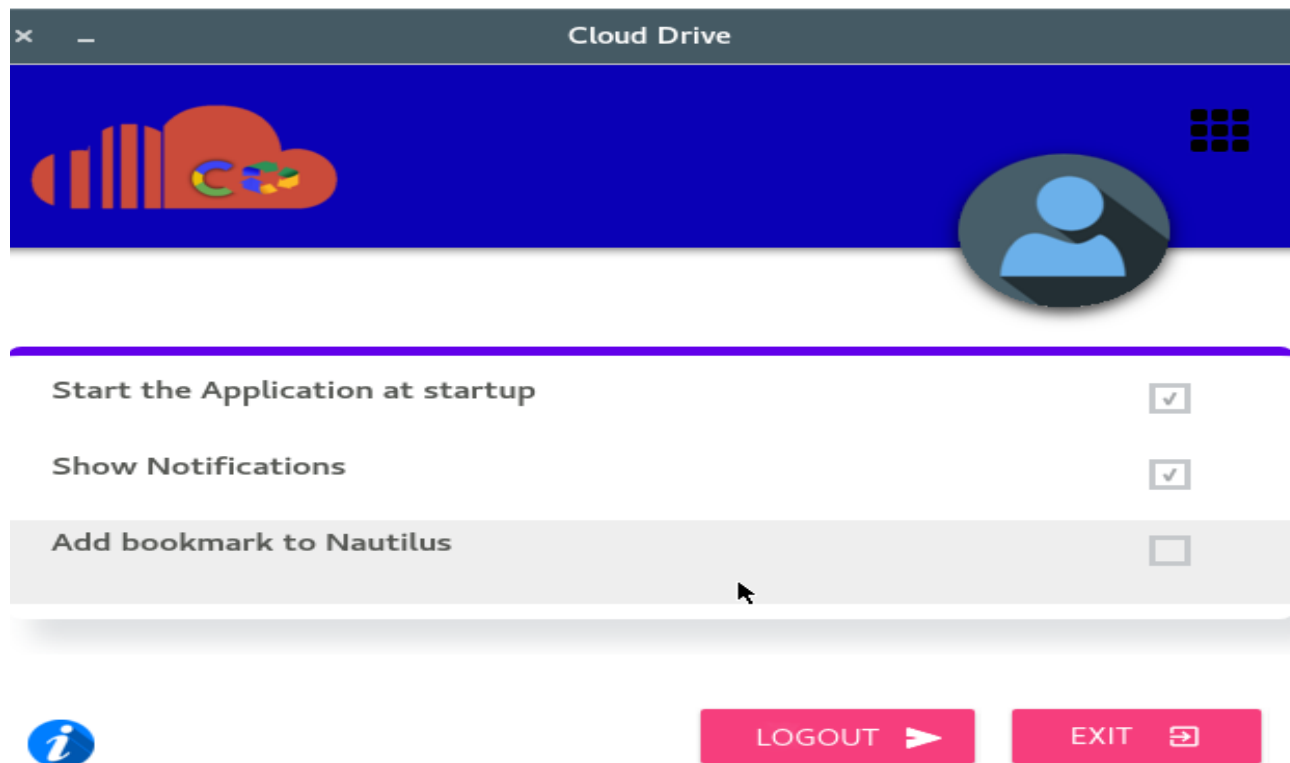 Cloud Drive
C
Start the Application at startup
Show Notifications
Add bookmark to Nautilus
i
LOGOUT
EXIT